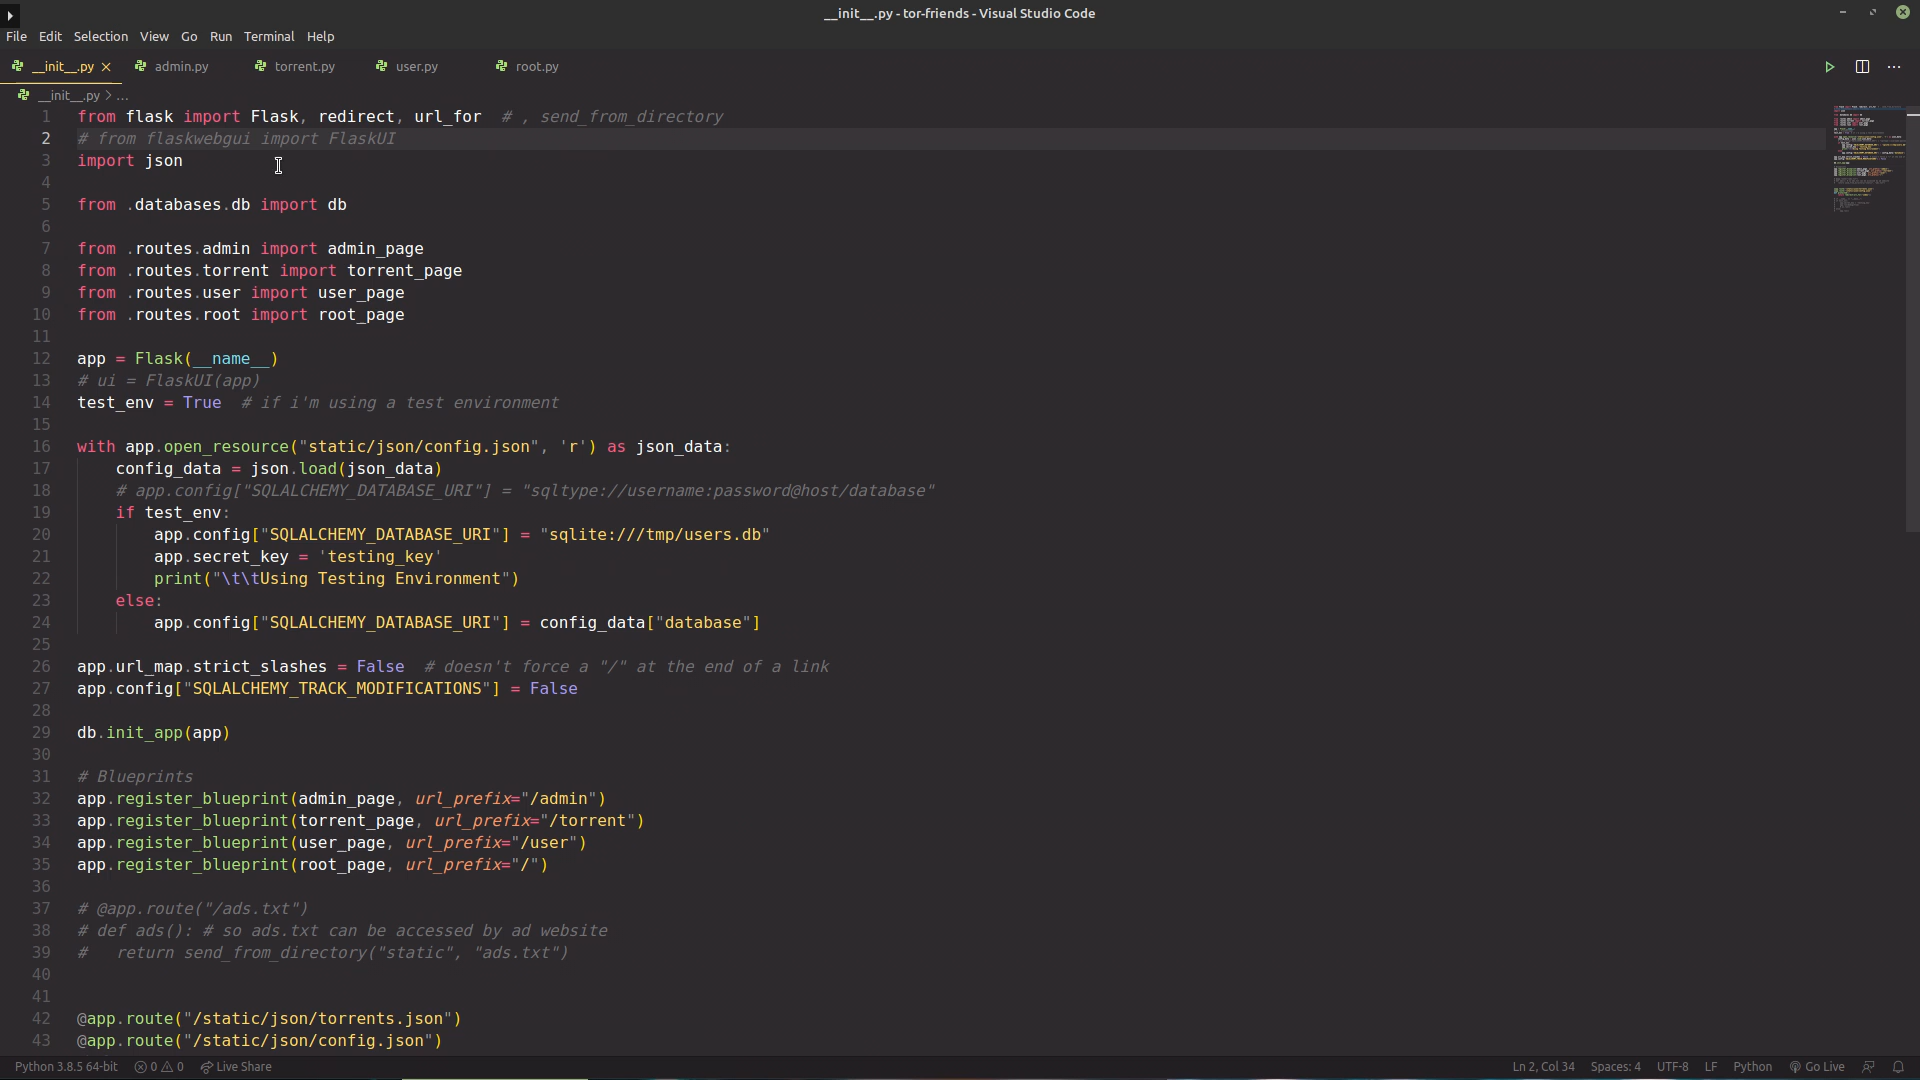 __init__.py - tor-friends - Visual Studio Code
File Edit Selection View Go Run Terminal Help
__init__.py admin.py torrent.py user.py root.py
__init__.py > ...
1 from flask import Flask, redirect, url_for  # , send_from_directory
2 # from flaskwebgui import FlaskUI
3 import json
4
5 from .databases.db import db
6
7 from .routes.admin import admin_page
8 from .routes.torrent import torrent_page
9 from .routes.user import user_page
10 from .routes.root import root_page
11
12 app = Flask(__name__)
13 # ui = FlaskUI(app)
14 test_env = True  # if i'm using a test environment
15
16 with app.open_resource("static/json/config.json", 'r') as json_data:
17     config_data = json.load(json_data)
18     # app.config["SQLALCHEMY_DATABASE_URI"] = "sqltype://username:password@host/database"
19     if test_env:
20         app.config["SQLALCHEMY_DATABASE_URI"] = "sqlite:///tmp/users.db"
21         app.secret_key = 'testing_key'
22         print("\t\tUsing Testing Environment")
23     else:
24         app.config["SQLALCHEMY_DATABASE_URI"] = config_data["database"]
25
26 app.url_map.strict_slashes = False  # doesn't force a "/" at the end of a link
27 app.config["SQLALCHEMY_TRACK_MODIFICATIONS"] = False
28
29 db.init_app(app)
30
31 # Blueprints
32 app.register_blueprint(admin_page, url_prefix="/admin")
33 app.register_blueprint(torrent_page, url_prefix="/torrent")
34 app.register_blueprint(user_page, url_prefix="/user")
35 app.register_blueprint(root_page, url_prefix="/")
36
37 # @app.route("/ads.txt")
38 # def ads(): # so ads.txt can be accessed by ad website
39 #   return send_from_directory("static", "ads.txt")
40
41
42 @app.route("/static/json/torrents.json")
43 @app.route("/static/json/config.json")
Python 3.8.5 64-bit 0 0 Live Share Ln 2, Col 34 Spaces: 4 UTF-8 LF Python Go Live